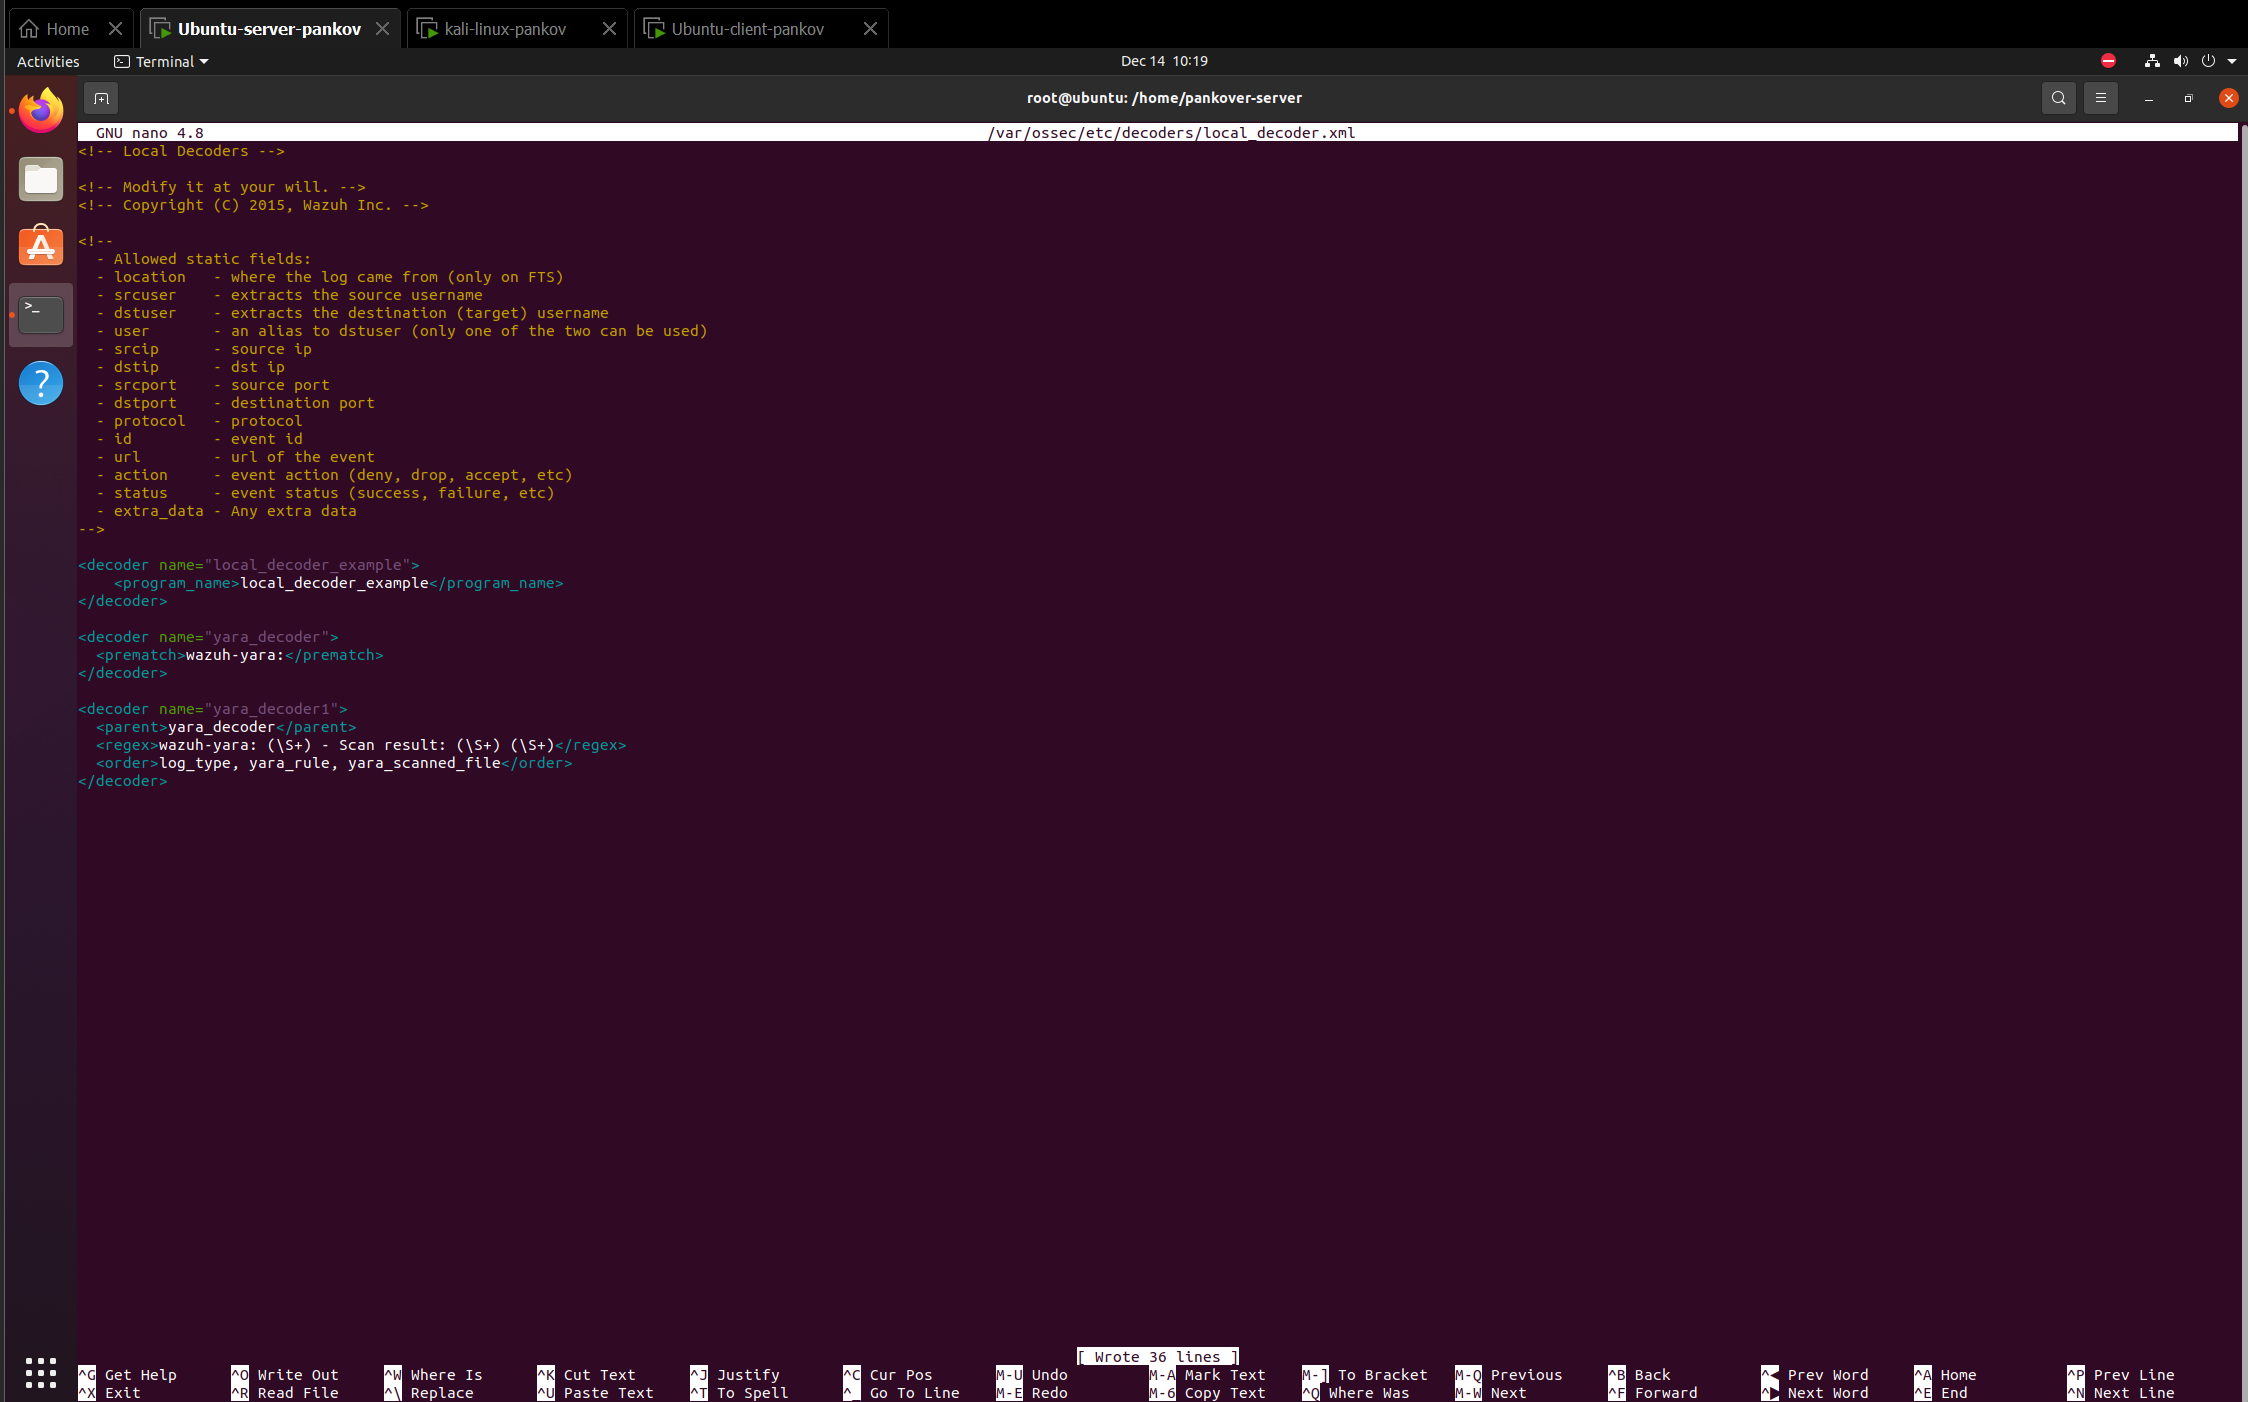 Home
Ubuntu-server-pankov
kali-linux-pankov
Ubuntu-client-pankov
Activities
Terminal
Dec 14 10:19
root@ubuntu: /home/pankover-server
GNU nano 4.8 /var/ossec/etc/decoders/local_decoder.xml
<!-- Local Decoders -->
<!-- Modify it at your will. -->
<!-- Copyright (C) 2015, Wazuh Inc. -->
<!--
  - Allowed static fields:
  - location   - where the log came from (only on FTS)
  - srcuser    - extracts the source username
  - dstuser    - extracts the destination (target) username
  - user       - an alias to dstuser (only one of the two can be used)
  - srcip      - source ip
  - dstip      - dst ip
  - srcport    - source port
  - dstport    - destination port
  - protocol   - protocol
  - id         - event id
  - url        - url of the event
  - action     - event action (deny, drop, accept, etc)
  - status     - event status (success, failure, etc)
  - extra_data - Any extra data
-->
<decoder name="local_decoder_example">
    <program_name>local_decoder_example</program_name>
</decoder>
<decoder name="yara_decoder">
  <prematch>wazuh-yara:</prematch>
</decoder>
<decoder name="yara_decoder1">
  <parent>yara_decoder</parent>
  <regex>wazuh-yara: (\S+) - Scan result: (\S+) (\S+)</regex>
  <order>log_type, yara_rule, yara_scanned_file</order>
</decoder>
[ Wrote 36 lines ]
^G Get Help ^O Write Out ^W Where Is ^K Cut Text ^J Justify ^C Cur Pos M-U Undo M-A Mark Text M-] To Bracket M-Q Previous ^B Back ^◀ Prev Word ^A Home ^P Prev Line
^X Exit ^R Read File ^\ Replace ^U Paste Text ^T To Spell ^_ Go To Line M-E Redo M-6 Copy Text ^Q Where Was M-W Next ^F Forward ^▶ Next Word ^E End ^N Next Line